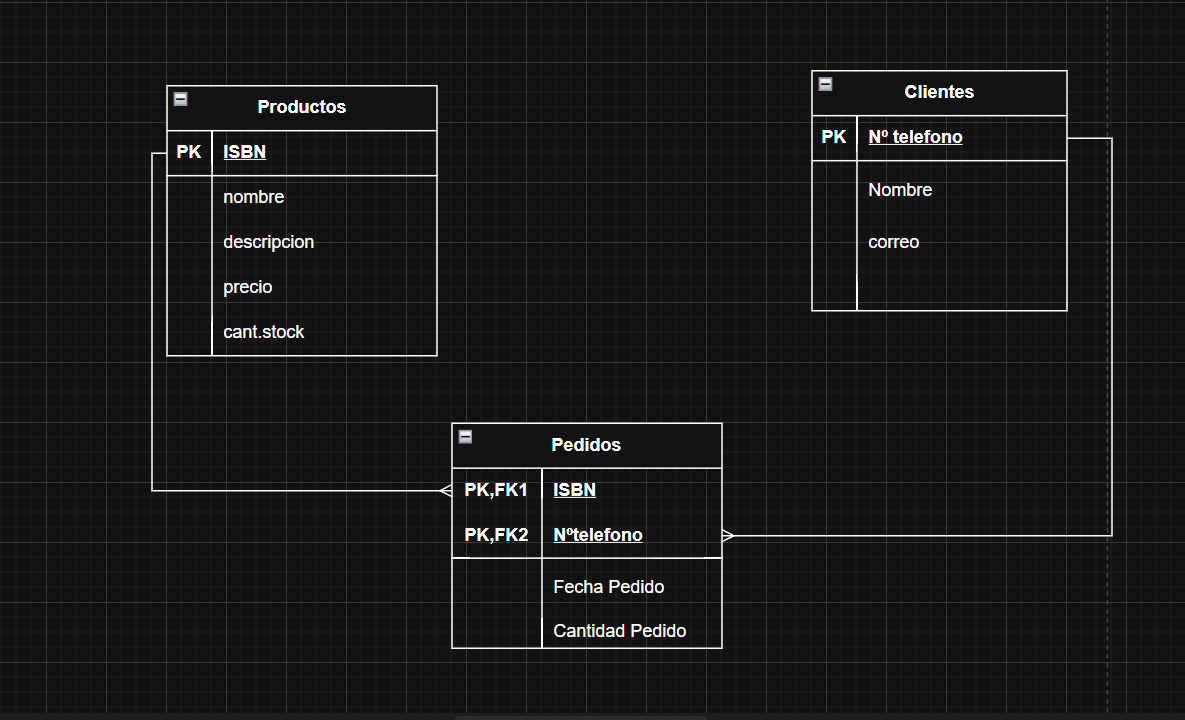 Productos
PK ISBN
nombre
descripcion
precio
cant.stock
Clientes
PK Nº telefono
Nombre
correo
Pedidos
PK,FK1 ISBN
PK,FK2 Nºtelefono
Fecha Pedido
Cantidad Pedido